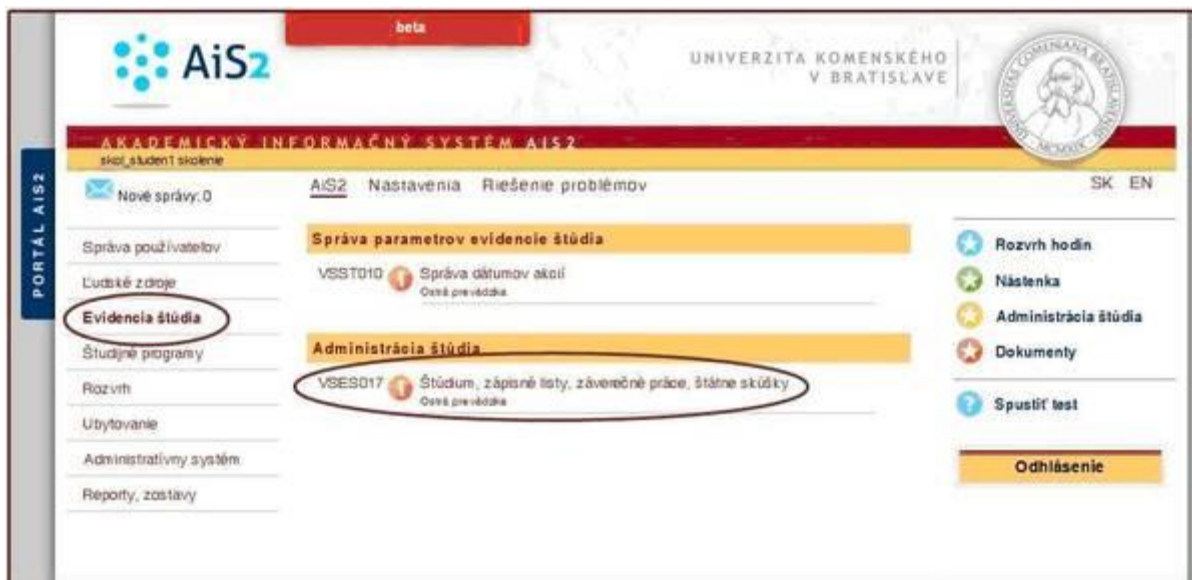 beta
AiS2
UNIVERZITA KOMENSKÉHO
V BRATISLAVE
AKADEMICKÝ INFORMAČNÝ SYSTÉM AIS2
skol_student1 skolenie
PORTÁL AIS2
Nové správy: 0
AiS2 Nastavenia Riešenie problémov
SK EN
Správa používateľov
Ľudské zdroje
Evidencia štúdia
Študijné programy
Rozvrh
Ubytovanie
Administratívny systém
Reporty, zostavy
Správa parametrov evidencie štúdia
VSST010 Správa dátumov akcií
Ostrá prevádzka
Administrácia štúdia
VSES017 Štúdium, zápisné listy, záverečné práce, štátne skúšky
Ostrá prevádzka
Rozvrh hodín
Nástenka
Administrácia štúdia
Dokumenty
Spustiť test
Odhlásenie